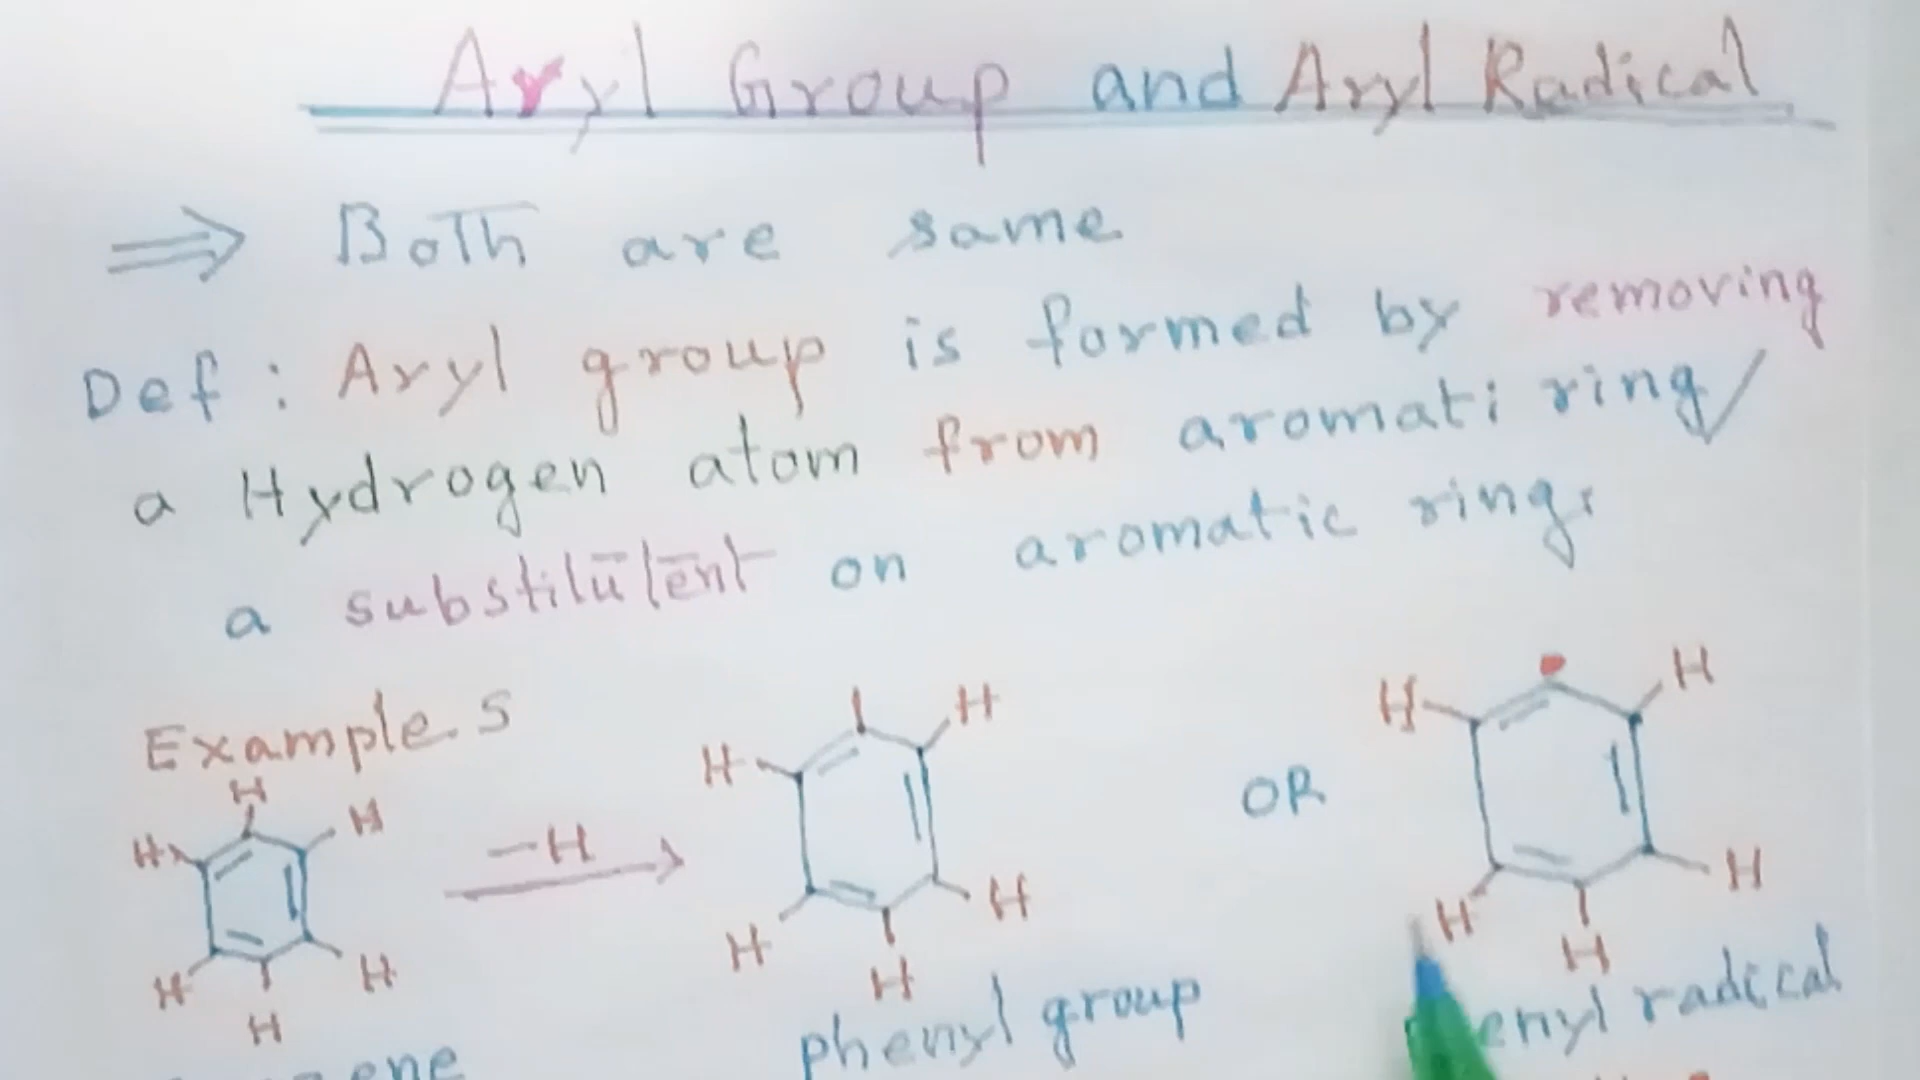 Aryl Group and Aryl Radical
⇒ Both are same
Def : Aryl group is formed by removing
a Hydrogen atom from aromati ring/
a substitutent on aromatic ring.
Examples
H H H H H H
—H
H H H H H
phenyl group
OR
H H H H H
enyl radical
ene